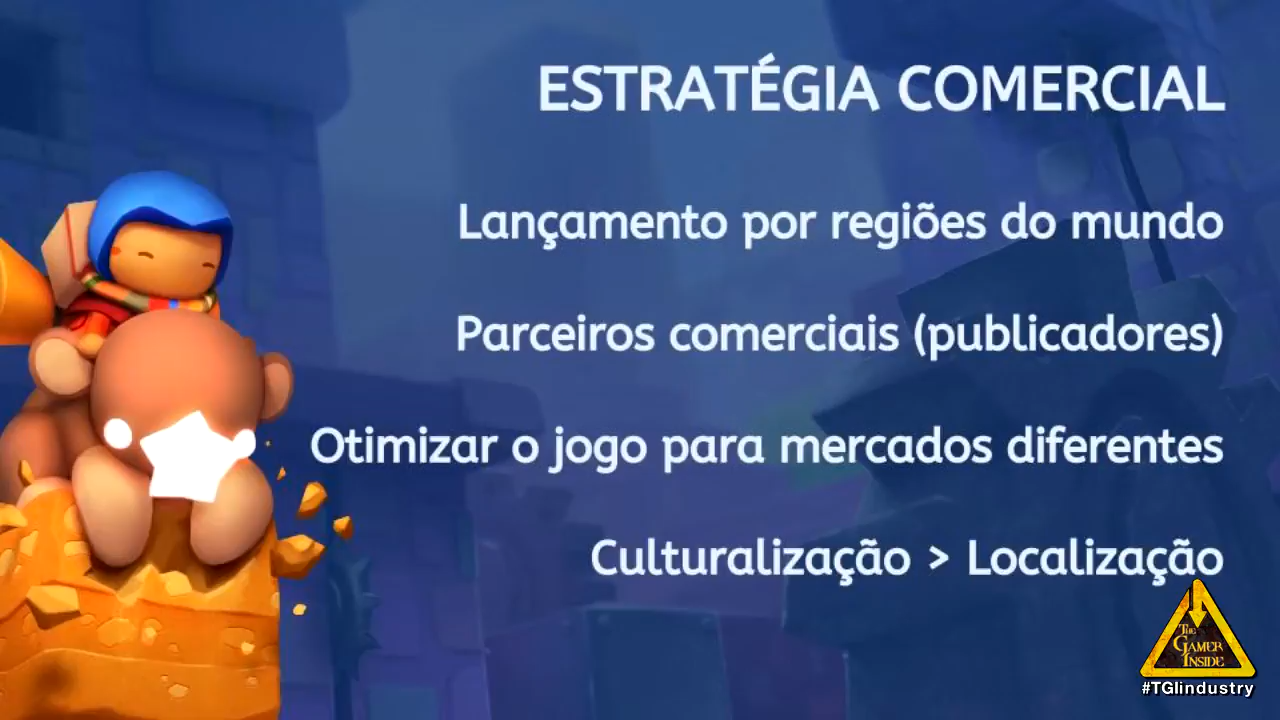 ESTRATÉGIA COMERCIAL
Lançamento por regiões do mundo
Parceiros comerciais (publicadores)
Otimizar o jogo para mercados diferentes
Culturalização > Localização
THE
GAMER
INSIDE
#TGIindustry